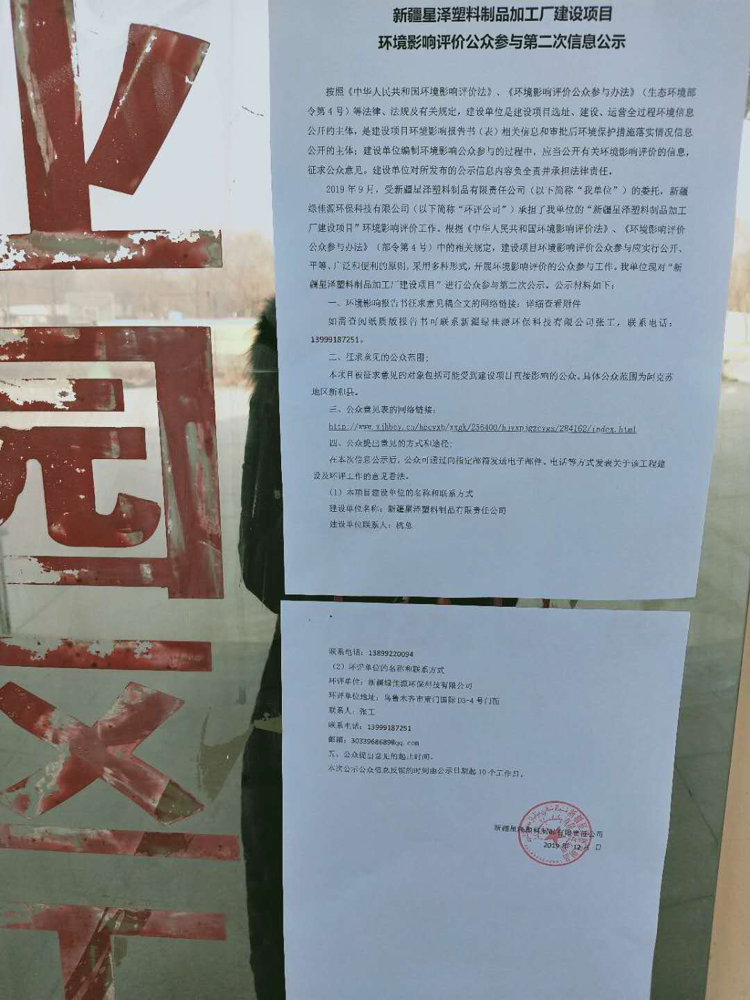 新疆星泽塑料制品加工厂建设项目
环境影响评价公众参与第二次信息公示
按照《中华人民共和国环境影响评价法》、《环境影响评价公众参与办法》（生态环境部
令第4号）等法律、法规及有关规定，建设单位是建设项目选址、建设、运营全过程环境信息
公开的主体，是建设项目环境影响报告书（表）相关信息和审批后环境保护措施落实情况信息
公开的主体；建设单位编制环境影响公众参与的过程中，应当公开有关环境影响评价的信息，
征求公众意见。建设单位对所发布的公示信息内容负全责并承担法律责任。
2019年9月，受新疆星泽塑料制品有限责任公司（以下简称“我单位”）的委托，新疆
绿佳源环保科技有限公司（以下简称“环评公司”）承担了我单位的“新疆星泽塑料制品加工
厂建设项目”环境影响评价工作。根据《中华人民共和国环境影响评价法》、《环境影响评价
公众参与办法》（部令第4号）中的相关规定，建设项目环境影响评价公众参与应实行公开、
平等、广泛和便利的原则，采用多种形式，开展环境影响评价的公众参与工作。我单位现对“新
疆星泽塑料制品加工厂建设项目”进行公众参与第二次公示。公示材料如下：
一、环境影响报告书征求意见稿全文的网络链接：详细查看附件
如需查阅纸质版报告书可联系新疆绿佳源环保科技有限公司张工，联系电话：
13999187251。
二、征求意见的公众范围；
本项目被征求意见的对象包括可能受到建设项目直接影响的公众、具体公众范围为阿克苏
地区新和县。
三、公众意见表的网络链接：
http://www.xjhbcy.cn/hbcyxh/xxgk/255400/hjyxpjgzcygs/284162/index.html
四、公众提出意见的方式和途径；
在本次信息公示后，公众可通过向指定邮箱发送电子邮件、电话等方式发表关于该工程建
设及环评工作的意见看法。
（1）本项目建设单位的名称和联系方式
建设单位名称：新疆星泽塑料制品有限责任公司
建设单位联系人：杭总
联系电话：13899220094
（2）环评单位的名称和联系方式
环评单位：新疆绿佳源环保科技有限公司
环评单位地址：乌鲁木齐市南门国际D3-4号门面
联系人：张工
联系电话：13999187251
邮箱：3033968689@qq.com
五、公众提出意见的起止时间。
本次公示公众信息反馈的时间由公示日期起10个工作日。
新疆星泽塑料制品有限责任公司
2019年12月 日